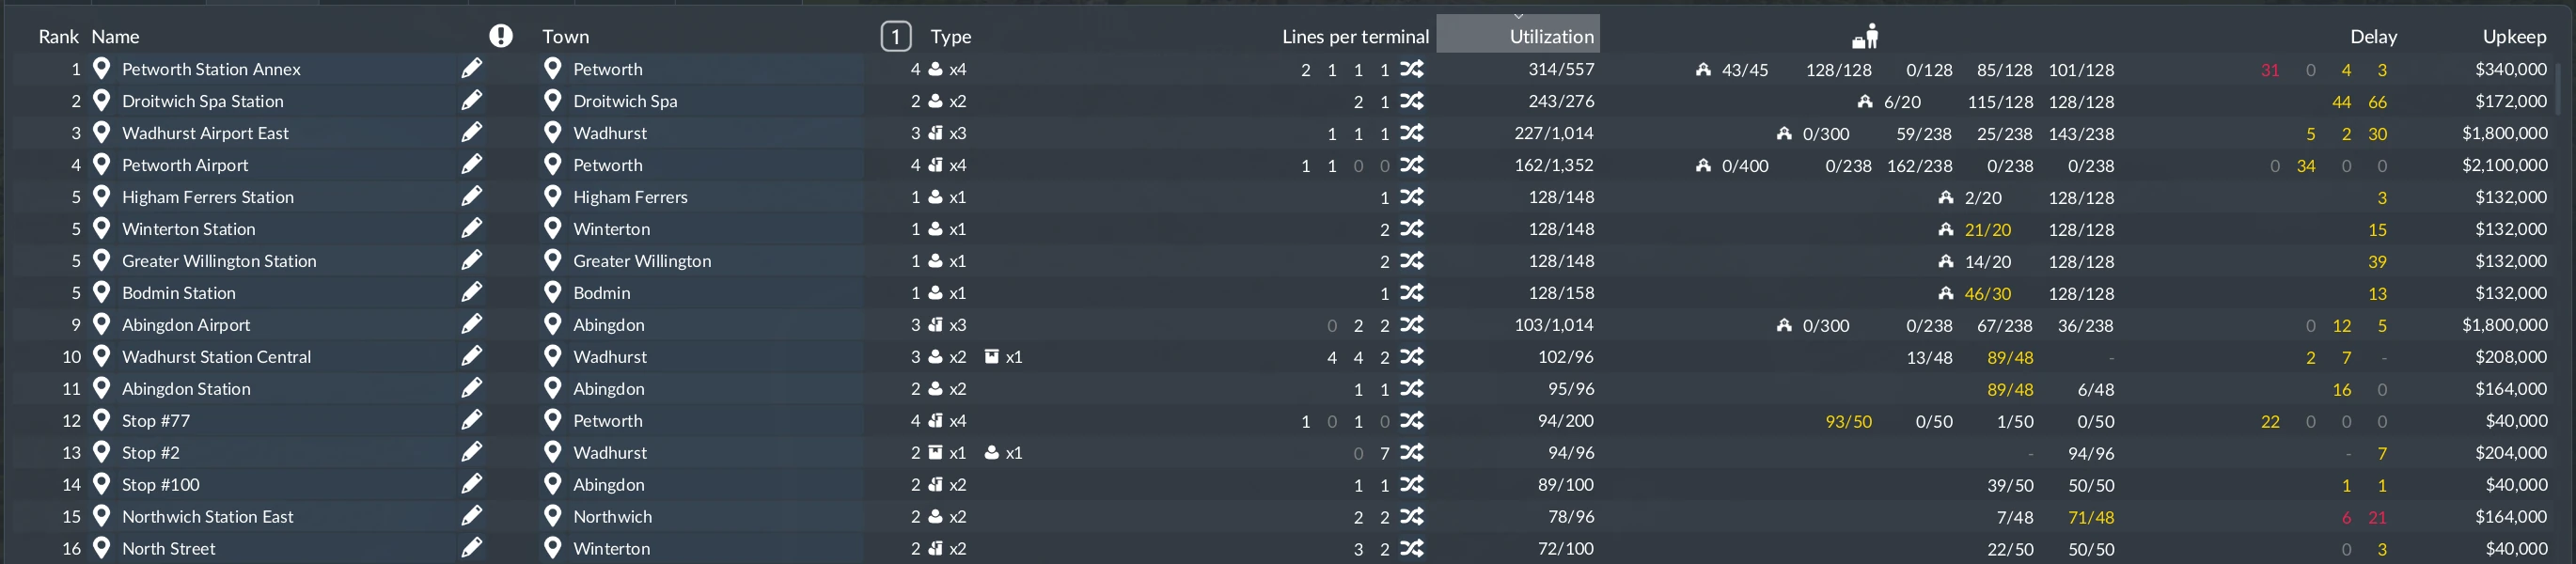 Rank Name Town 1 Type Lines per terminal Utilization Delay Upkeep
1 Petworth Station Annex Petworth 4 x4 2 1 1 1 314/557 43/45 128/128 0/128 85/128 101/128 31 0 4 3 $340,000
2 Droitwich Spa Station Droitwich Spa 2 x2 2 1 243/276 6/20 115/128 128/128 44 66 $172,000
3 Wadhurst Airport East Wadhurst 3 x3 1 1 1 227/1,014 0/300 59/238 25/238 143/238 5 2 30 $1,800,000
4 Petworth Airport Petworth 4 x4 1 1 0 0 162/1,352 0/400 0/238 162/238 0/238 0/238 0 34 0 0 $2,100,000
5 Higham Ferrers Station Higham Ferrers 1 x1 1 128/148 2/20 128/128 3 $132,000
5 Winterton Station Winterton 1 x1 2 128/148 21/20 128/128 15 $132,000
5 Greater Willington Station Greater Willington 1 x1 2 128/148 14/20 128/128 39 $132,000
5 Bodmin Station Bodmin 1 x1 1 128/158 46/30 128/128 13 $132,000
9 Abingdon Airport Abingdon 3 x3 0 2 2 103/1,014 0/300 0/238 67/238 36/238 0 12 5 $1,800,000
10 Wadhurst Station Central Wadhurst 3 x2 x1 4 4 2 102/96 13/48 89/48 - 2 7 - $208,000
11 Abingdon Station Abingdon 2 x2 1 1 95/96 89/48 6/48 16 0 $164,000
12 Stop #77 Petworth 4 x4 1 0 1 0 94/200 93/50 0/50 1/50 0/50 22 0 0 0 $40,000
13 Stop #2 Wadhurst 2 x1 x1 0 7 94/96 - 94/96 - 7 $204,000
14 Stop #100 Abingdon 2 x2 1 1 89/100 39/50 50/50 1 1 $40,000
15 Northwich Station East Northwich 2 x2 2 2 78/96 7/48 71/48 6 21 $164,000
16 North Street Winterton 2 x2 3 2 72/100 22/50 50/50 0 3 $40,000